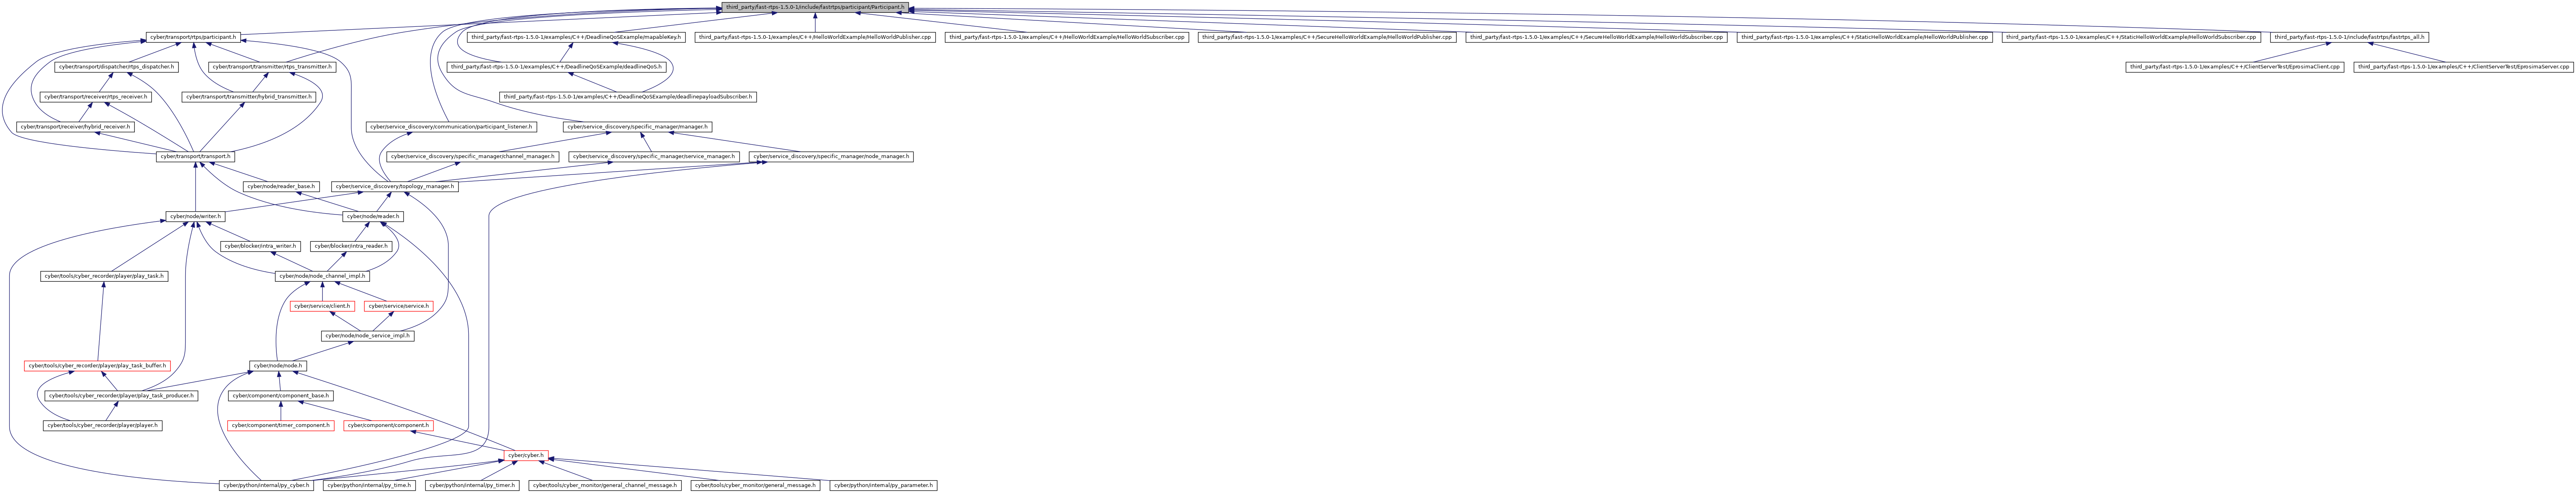 third_party/fast-rtps-1.5.0-1/include/fastrtps/participant/Participant.h
cyber/transport/rtps/participant.h
third_party/fast-rtps-1.5.0-1/examples/C++/DeadlineQoSExample/mapableKey.h
third_party/fast-rtps-1.5.0-1/examples/C++/HelloWorldExample/HelloWorldPublisher.cpp
third_party/fast-rtps-1.5.0-1/examples/C++/HelloWorldExample/HelloWorldSubscriber.cpp
third_party/fast-rtps-1.5.0-1/examples/C++/SecureHelloWorldExample/HelloWorldPublisher.cpp
third_party/fast-rtps-1.5.0-1/examples/C++/SecureHelloWorldExample/HelloWorldSubscriber.cpp
third_party/fast-rtps-1.5.0-1/examples/C++/StaticHelloWorldExample/HelloWorldPublisher.cpp
third_party/fast-rtps-1.5.0-1/examples/C++/StaticHelloWorldExample/HelloWorldSubscriber.cpp
third_party/fast-rtps-1.5.0-1/include/fastrtps/fastrtps_all.h
cyber/transport/dispatcher/rtps_dispatcher.h
cyber/transport/transmitter/rtps_transmitter.h
third_party/fast-rtps-1.5.0-1/examples/C++/DeadlineQoSExample/deadlineQoS.h
third_party/fast-rtps-1.5.0-1/examples/C++/ClientServerTest/EprosimaClient.cpp
third_party/fast-rtps-1.5.0-1/examples/C++/ClientServerTest/EprosimaServer.cpp
cyber/transport/receiver/rtps_receiver.h
cyber/transport/transmitter/hybrid_transmitter.h
third_party/fast-rtps-1.5.0-1/examples/C++/DeadlineQoSExample/deadlinepayloadSubscriber.h
cyber/transport/receiver/hybrid_receiver.h
cyber/service_discovery/communication/participant_listener.h
cyber/service_discovery/specific_manager/manager.h
cyber/transport/transport.h
cyber/service_discovery/specific_manager/channel_manager.h
cyber/service_discovery/specific_manager/service_manager.h
cyber/service_discovery/specific_manager/node_manager.h
cyber/node/reader_base.h
cyber/service_discovery/topology_manager.h
cyber/node/writer.h
cyber/node/reader.h
cyber/blocker/intra_writer.h
cyber/blocker/intra_reader.h
cyber/tools/cyber_recorder/player/play_task.h
cyber/node/node_channel_impl.h
cyber/service/client.h
cyber/service/service.h
cyber/node/node_service_impl.h
cyber/tools/cyber_recorder/player/play_task_buffer.h
cyber/node/node.h
cyber/tools/cyber_recorder/player/play_task_producer.h
cyber/component/component_base.h
cyber/tools/cyber_recorder/player/player.h
cyber/component/timer_component.h
cyber/component/component.h
cyber/cyber.h
cyber/python/internal/py_cyber.h
cyber/python/internal/py_time.h
cyber/python/internal/py_timer.h
cyber/tools/cyber_monitor/general_channel_message.h
cyber/tools/cyber_monitor/general_message.h
cyber/python/internal/py_parameter.h